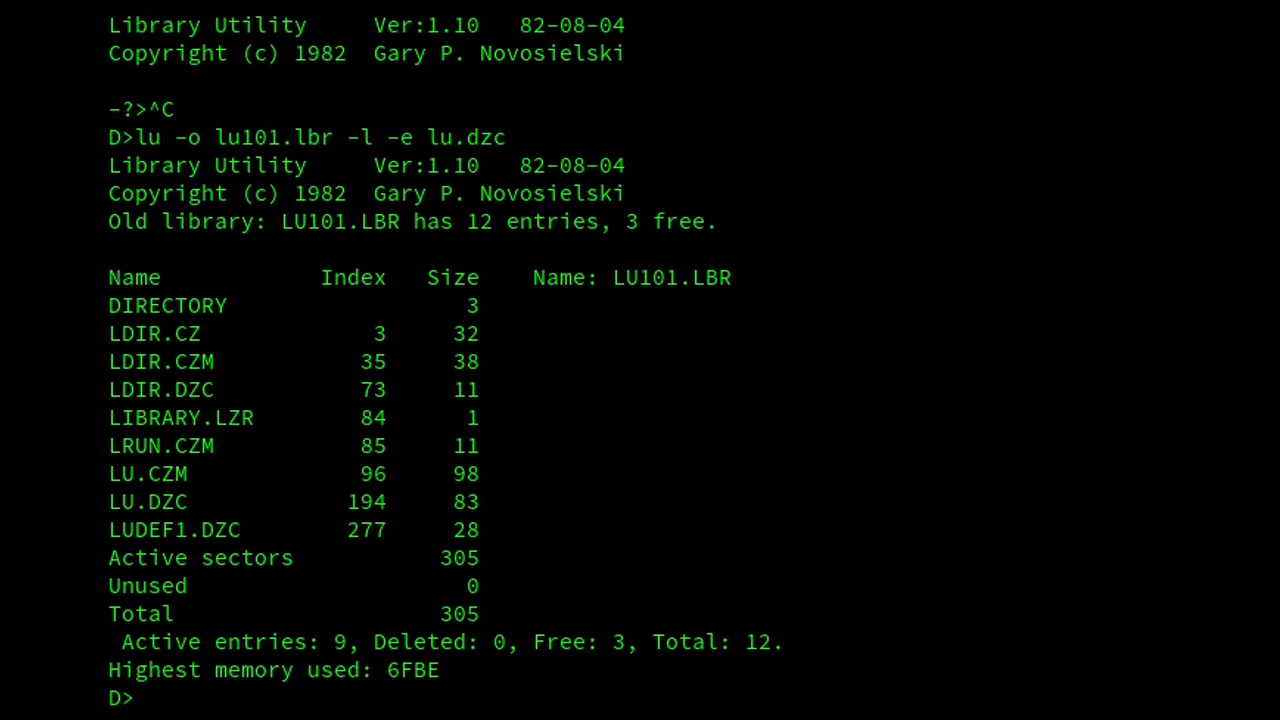 Library Utility     Ver:1.10   82-08-04
Copyright (c) 1982  Gary P. Novosielski
-?>^C
D>lu -o lu101.lbr -l -e lu.dzc
Library Utility     Ver:1.10   82-08-04
Copyright (c) 1982  Gary P. Novosielski
Old library: LU101.LBR has 12 entries, 3 free.
Name            Index   Size    Name: LU101.LBR
DIRECTORY                  3
LDIR.CZ             3     32
LDIR.CZM           35     38
LDIR.DZC           73     11
LIBRARY.LZR        84      1
LRUN.CZM           85     11
LU.CZM             96     98
LU.DZC            194     83
LUDEF1.DZC        277     28
Active sectors           305
Unused                     0
Total                    305
 Active entries: 9, Deleted: 0, Free: 3, Total: 12.
Highest memory used: 6FBE
D>